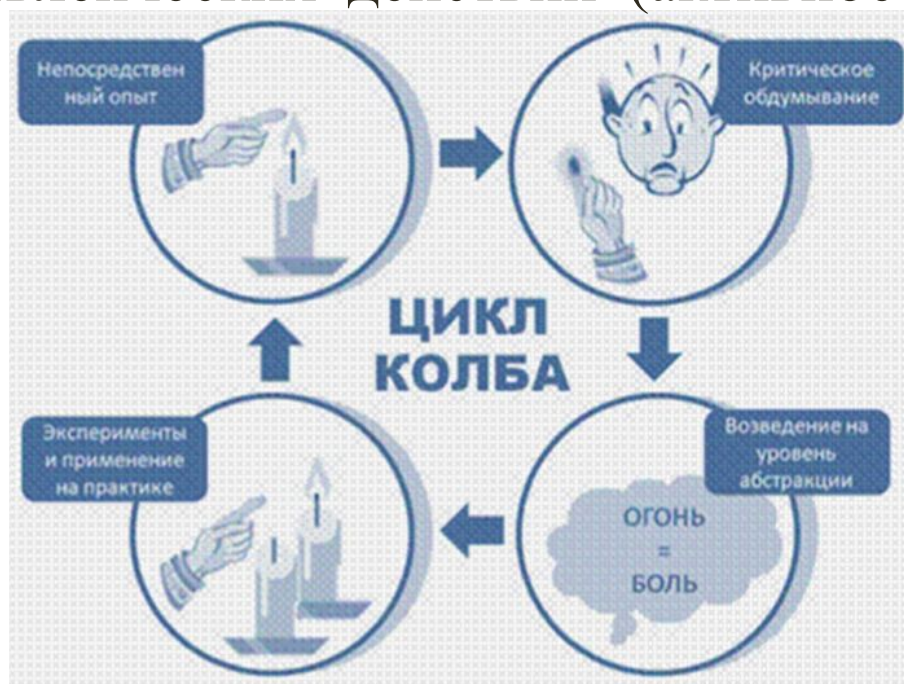 Непосредствен
ный опыт
Критическое
обдумывание
ЦИКЛ
КОЛБА
Эксперименты
и применение
на практике
Возведение на
уровень
абстракции
ОГОНЬ
=
БОЛЬ